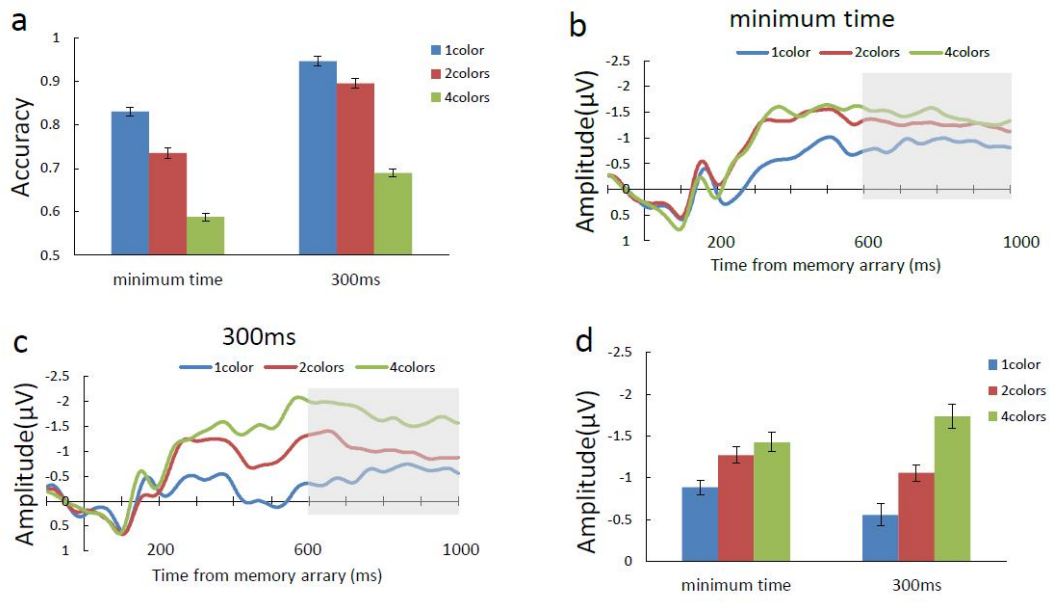 a
1
0.9
0.8
0.7
0.6
0.5
Accuracy
minimum time
300ms
1color
2colors
4colors
b
minimum time
1color 2colors 4colors
-2.5
-2
-1.5
-1
-0.5
0
0.5
1
Amplitude(μV)
200 600 1000
Time from memory arrary (ms)
c
300ms
1color 2colors 4colors
-2.5
-2
-1.5
-1
-0.5
0
0.5
1
Amplitude(μV)
200 600 1000
Time from memory arrary (ms)
d
-2.5
-2
-1.5
-1
-0.5
0
Amplitude(μV)
minimum time
300ms
1color
2colors
4colors